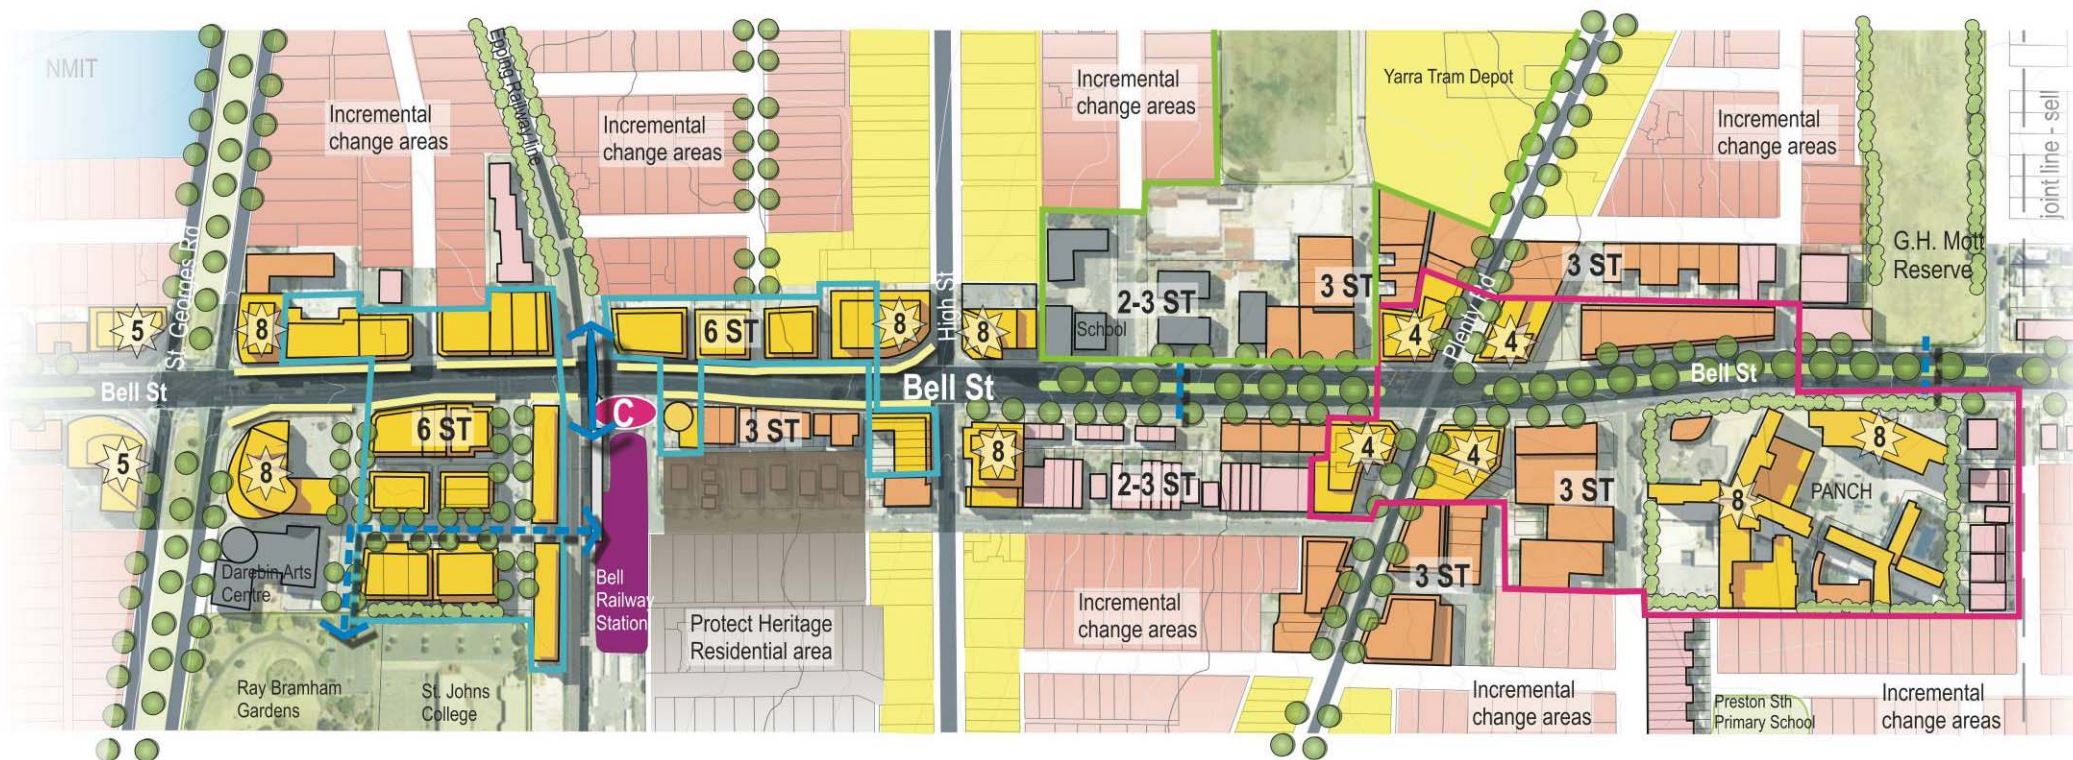 NMIT
Epping Railway line
Yarra Tram Depot
Incremental
change areas
Incremental
change areas
Incremental
change areas
Incremental
change areas
joint line - sell
G.H. Mott
Reserve
St. Georges Rd
High St
Plenty Rd
3 ST
3 ST
2-3 ST
School
5
8
6 ST
8
8
4
4
Bell St
Bell St
Bell St
C
6 ST
3 ST
5
8
8
2-3 ST
4
4
3 ST
8
8
PANCH
Darebin Arts
Centre
Bell
Railway
Station
Protect Heritage
Residential area
Incremental
change areas
3 ST
Ray Bramham
Gardens
St. Johns
College
Incremental
change areas
Preston Sth
Primary School
Incremental
change areas